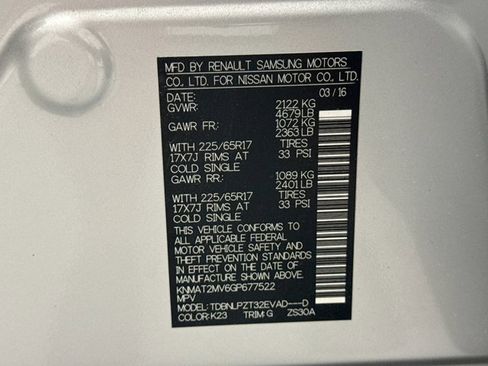 MFD BY RENAULT SAMSUNG MOTORS
CO., LTD. FOR NISSAN MOTOR CO., LTD.
DATE: 03 / 16
GVWR: 2122 KG
4679 LB
GAWR FR: 1072 KG
2363 LB
WITH 225/65R17 TIRES
17X7J RIMS AT 33 PSI
COLD SINGLE
GAWR RR: 1089 KG
2401 LB
WITH 225/65R17 TIRES
17X7J RIMS AT 33 PSI
COLD SINGLE
THIS VEHICLE CONFORMS TO
ALL APPLICABLE FEDERAL
MOTOR VEHICLE SAFETY AND
THEFT PREVENTION STANDARDS
IN EFFECT ON THE DATE OF
MANUFACTURE SHOWN ABOVE.
KNMAT2MV6GP677522
MPV
MODEL: TDBNLPZT32EVAD---D
COLOR: K23 TRIM: G ZS30A